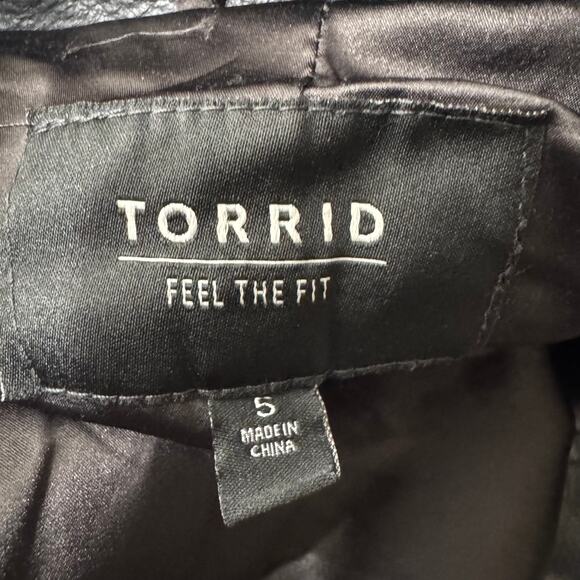 TORRID
FEEL THE FIT
5
MADE IN
CHINA